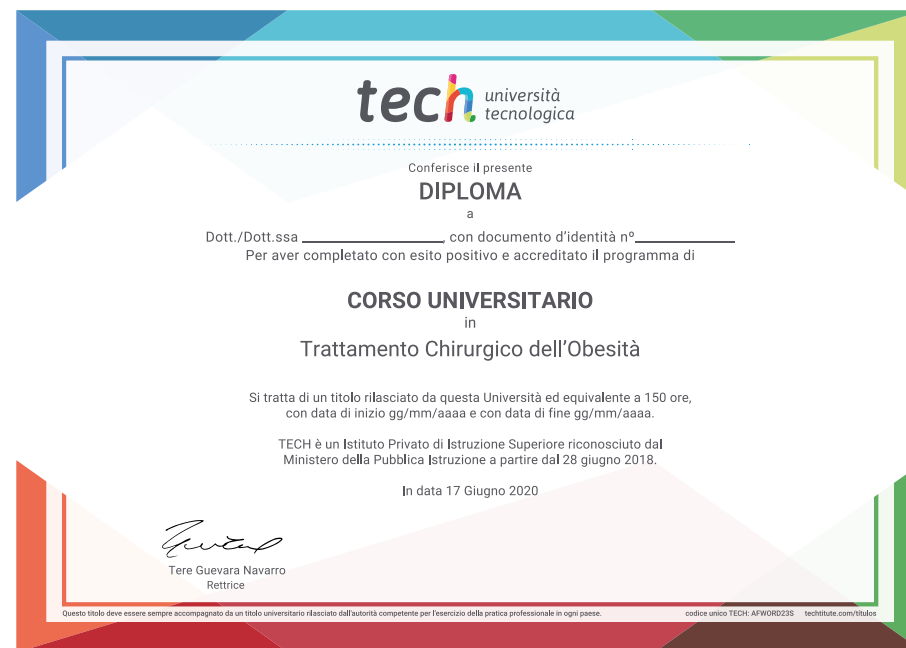 tech università
tecnologica
Conferisce il presente
DIPLOMA
a
Dott./Dott.ssa ____________________, con documento d'identità nº______________
Per aver completato con esito positivo e accreditato il programma di
CORSO UNIVERSITARIO
in
Trattamento Chirurgico dell'Obesità
Si tratta di un titolo rilasciato da questa Università ed equivalente a 150 ore,
con data di inizio gg/mm/aaaa e con data di fine gg/mm/aaaa.
TECH è un Istituto Privato di Istruzione Superiore riconosciuto dal
Ministero della Pubblica Istruzione a partire dal 28 giugno 2018.
In data 17 Giugno 2020
Tere Guevara Navarro
Rettrice
Questo titolo deve essere sempre accompagnato da un titolo universitario rilasciato dall'autorità competente per l'esercizio della pratica professionale in ogni paese. codice unico TECH: AFWORD23S techtitute.com/titulos